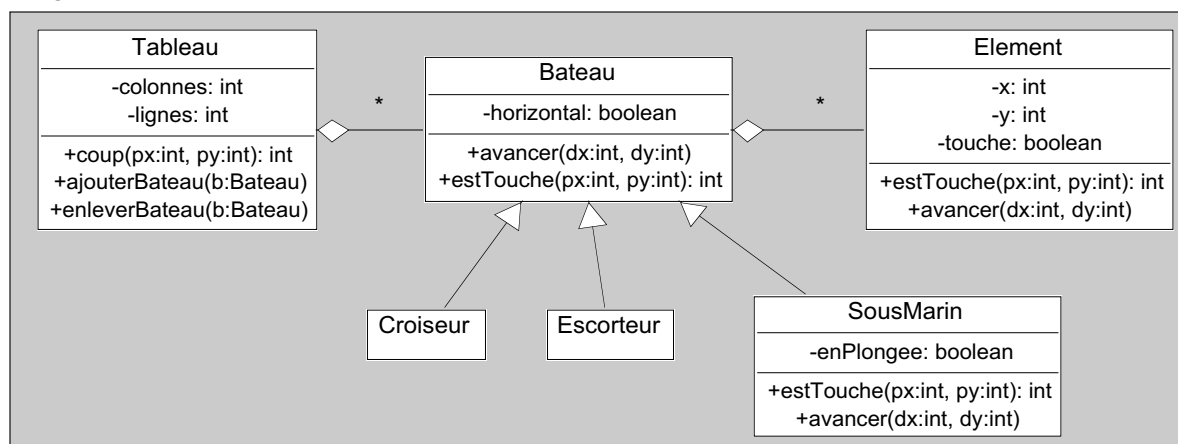 Tableau
-colonnes: int
-lignes: int
+coup(px:int, py:int): int
+ajouterBateau(b:Bateau)
+enleverBateau(b:Bateau)
*
Bateau
-horizontal: boolean
+avancer(dx:int, dy:int)
+estTouche(px:int, py:int): int
*
Element
-x: int
-y: int
-touche: boolean
+estTouche(px:int, py:int): int
+avancer(dx:int, dy:int)
Croiseur
Escorteur
SousMarin
-enPlongee: boolean
+estTouche(px:int, py:int): int
+avancer(dx:int, dy:int)